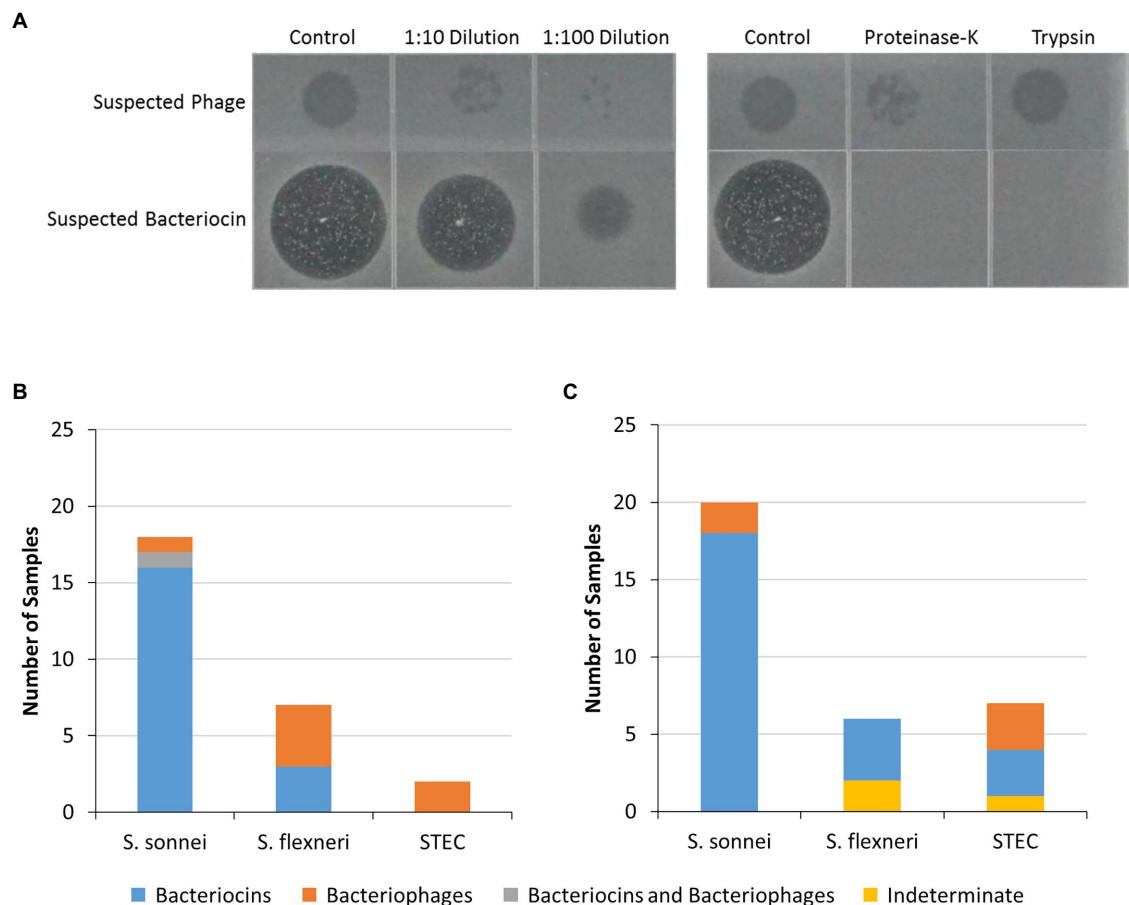 A
Control 1:10 Dilution 1:100 Dilution Control Proteinase-K Trypsin
Suspected Phage
Suspected Bacteriocin
B
25
20
15
10
5
0
Number of Samples
S. sonnei S. flexneri STEC
C
25
20
15
10
5
0
Number of Samples
S. sonnei S. flexneri STEC
Bacteriocins Bacteriophages Bacteriocins and Bacteriophages Indeterminate